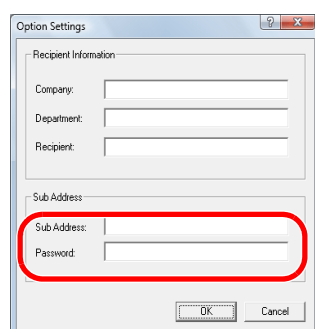 Option Settings
Recipient Information
Company:
Department:
Recipient:
Sub Address
Sub Address:
Password:
OK Cancel